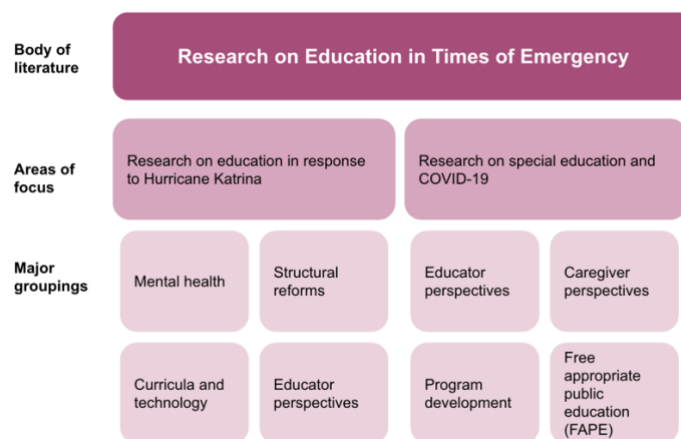 Body of
literature
Research on Education in Times of Emergency
Areas of
focus
Research on education in response
to Hurricane Katrina
Research on special education and
COVID-19
Major
groupings
Mental health
Structural
reforms
Educator
perspectives
Caregiver
perspectives
Curricula and
technology
Educator
perspectives
Program
development
Free
appropriate
public
education
(FAPE)